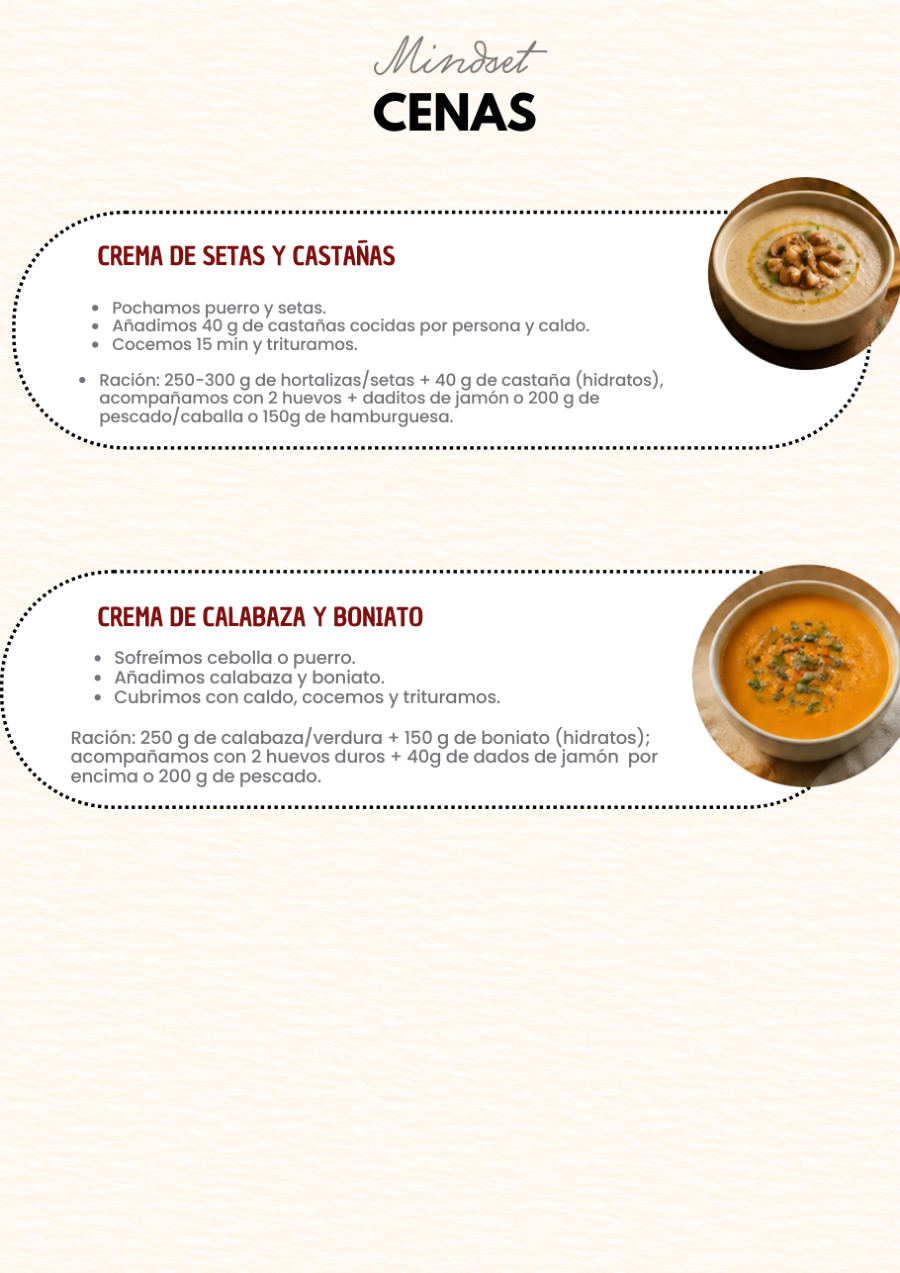 Mindset
CENAS
CREMA DE SETAS Y CASTAÑAS
• Pochamos puerro y setas.
• Añadimos 40 g de castañas cocidas por persona y caldo.
• Cocemos 15 min y trituramos.
• Ración: 250-300 g de hortalizas/setas + 40 g de castaña (hidratos),
acompañamos con 2 huevos + daditos de jamón o 200 g de
pescado/caballa o 150g de hamburguesa.
CREMA DE CALABAZA Y BONIATO
• Sofreímos cebolla o puerro.
• Añadimos calabaza y boniato.
• Cubrimos con caldo, cocemos y trituramos.
Ración: 250 g de calabaza/verdura + 150 g de boniato (hidratos);
acompañamos con 2 huevos duros + 40g de dados de jamón  por
encima o 200 g de pescado.